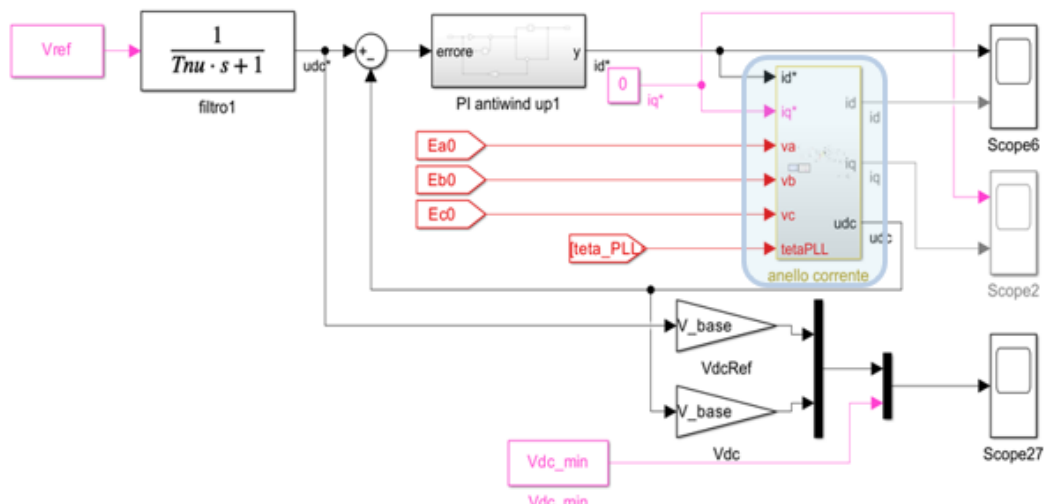 Vref
1
Tnu · s + 1
filtro1
udc*
+
−
errore
y
PI antiwind up1
id*
0
iq*
Ea0
Eb0
Ec0
[teta_PLL
id*
iq*
va
vb
vc
tetaPLL
id
iq
udc
id
iq
udc
anello corrente
Scope6
Scope2
V_base
VdcRef
V_base
Vdc
Vdc_min
Vdc_min
Scope27